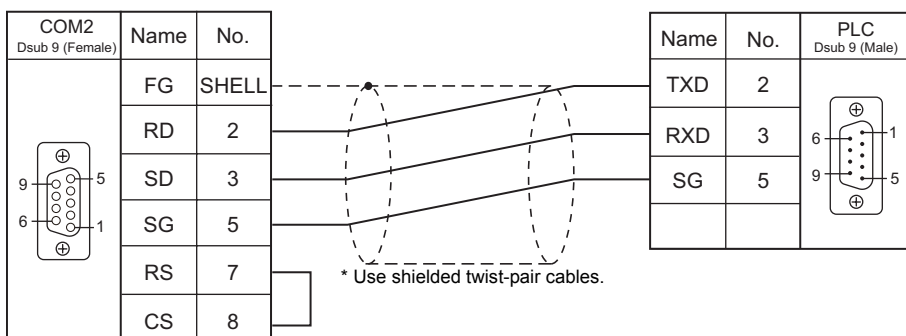 COM2
Dsub 9 (Female)
Name No.
FG SHELL
RD 2
SD 3
SG 5
RS 7
CS 8
9 5
6 1
* Use shielded twist-pair cables.
Name No.
PLC
Dsub 9 (Male)
TXD 2
RXD 3
SG 5
6 1
9 5